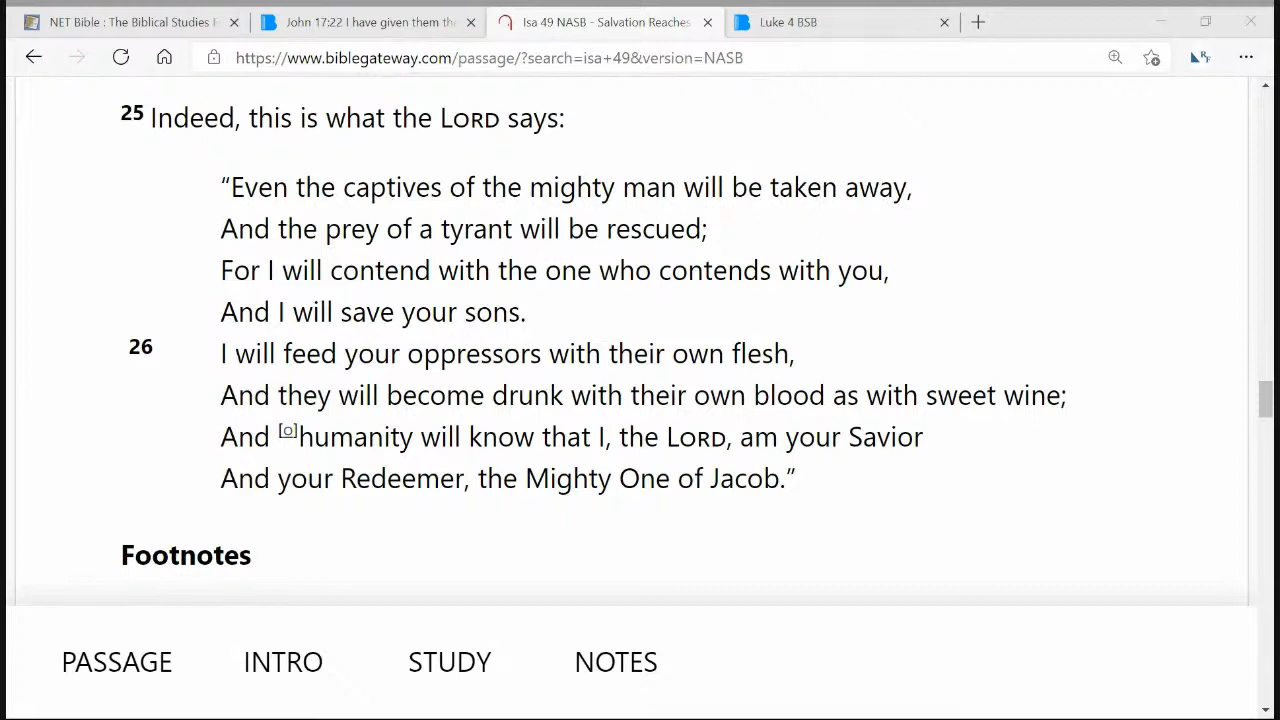 NET Bible : The Biblical Studies F
John 17:22 I have given them the
Isa 49 NASB - Salvation Reaches
Luke 4 BSB
https://www.biblegateway.com/passage/?search=isa+49&version=NASB
25 Indeed, this is what the LORD says:
“Even the captives of the mighty man will be taken away,
And the prey of a tyrant will be rescued;
For I will contend with the one who contends with you,
And I will save your sons.
26 I will feed your oppressors with their own flesh,
And they will become drunk with their own blood as with sweet wine;
And [o]humanity will know that I, the LORD, am your Savior
And your Redeemer, the Mighty One of Jacob.”
Footnotes
PASSAGE INTRO STUDY NOTES